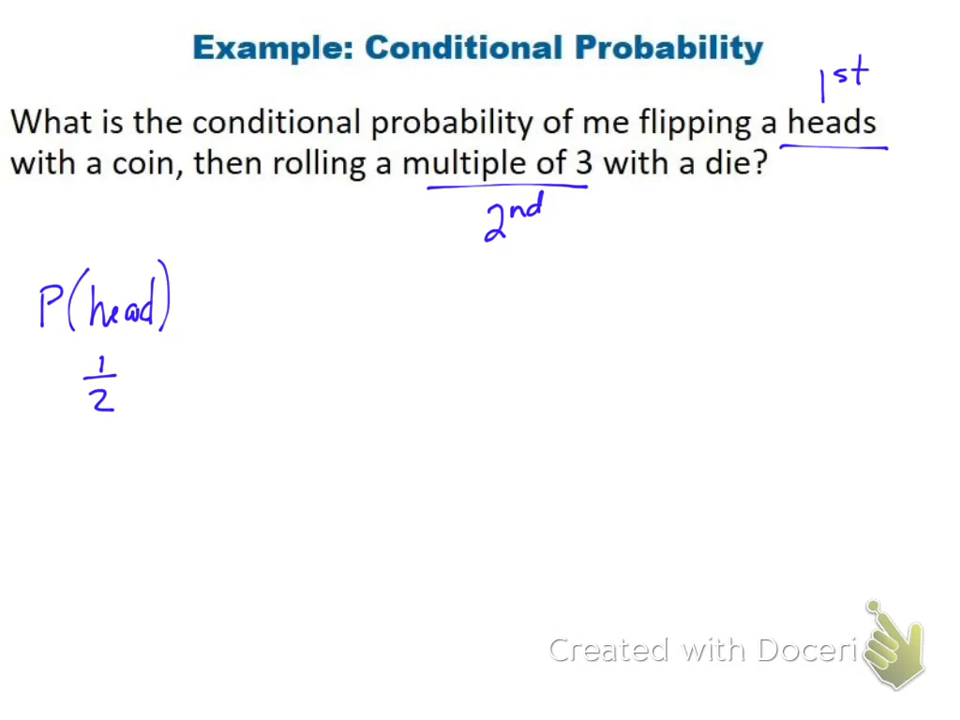 Example: Conditional Probability
1st
What is the conditional probability of me flipping a heads
with a coin, then rolling a multiple of 3 with a die?
2nd
P(head)
1/2
Created with Doceri